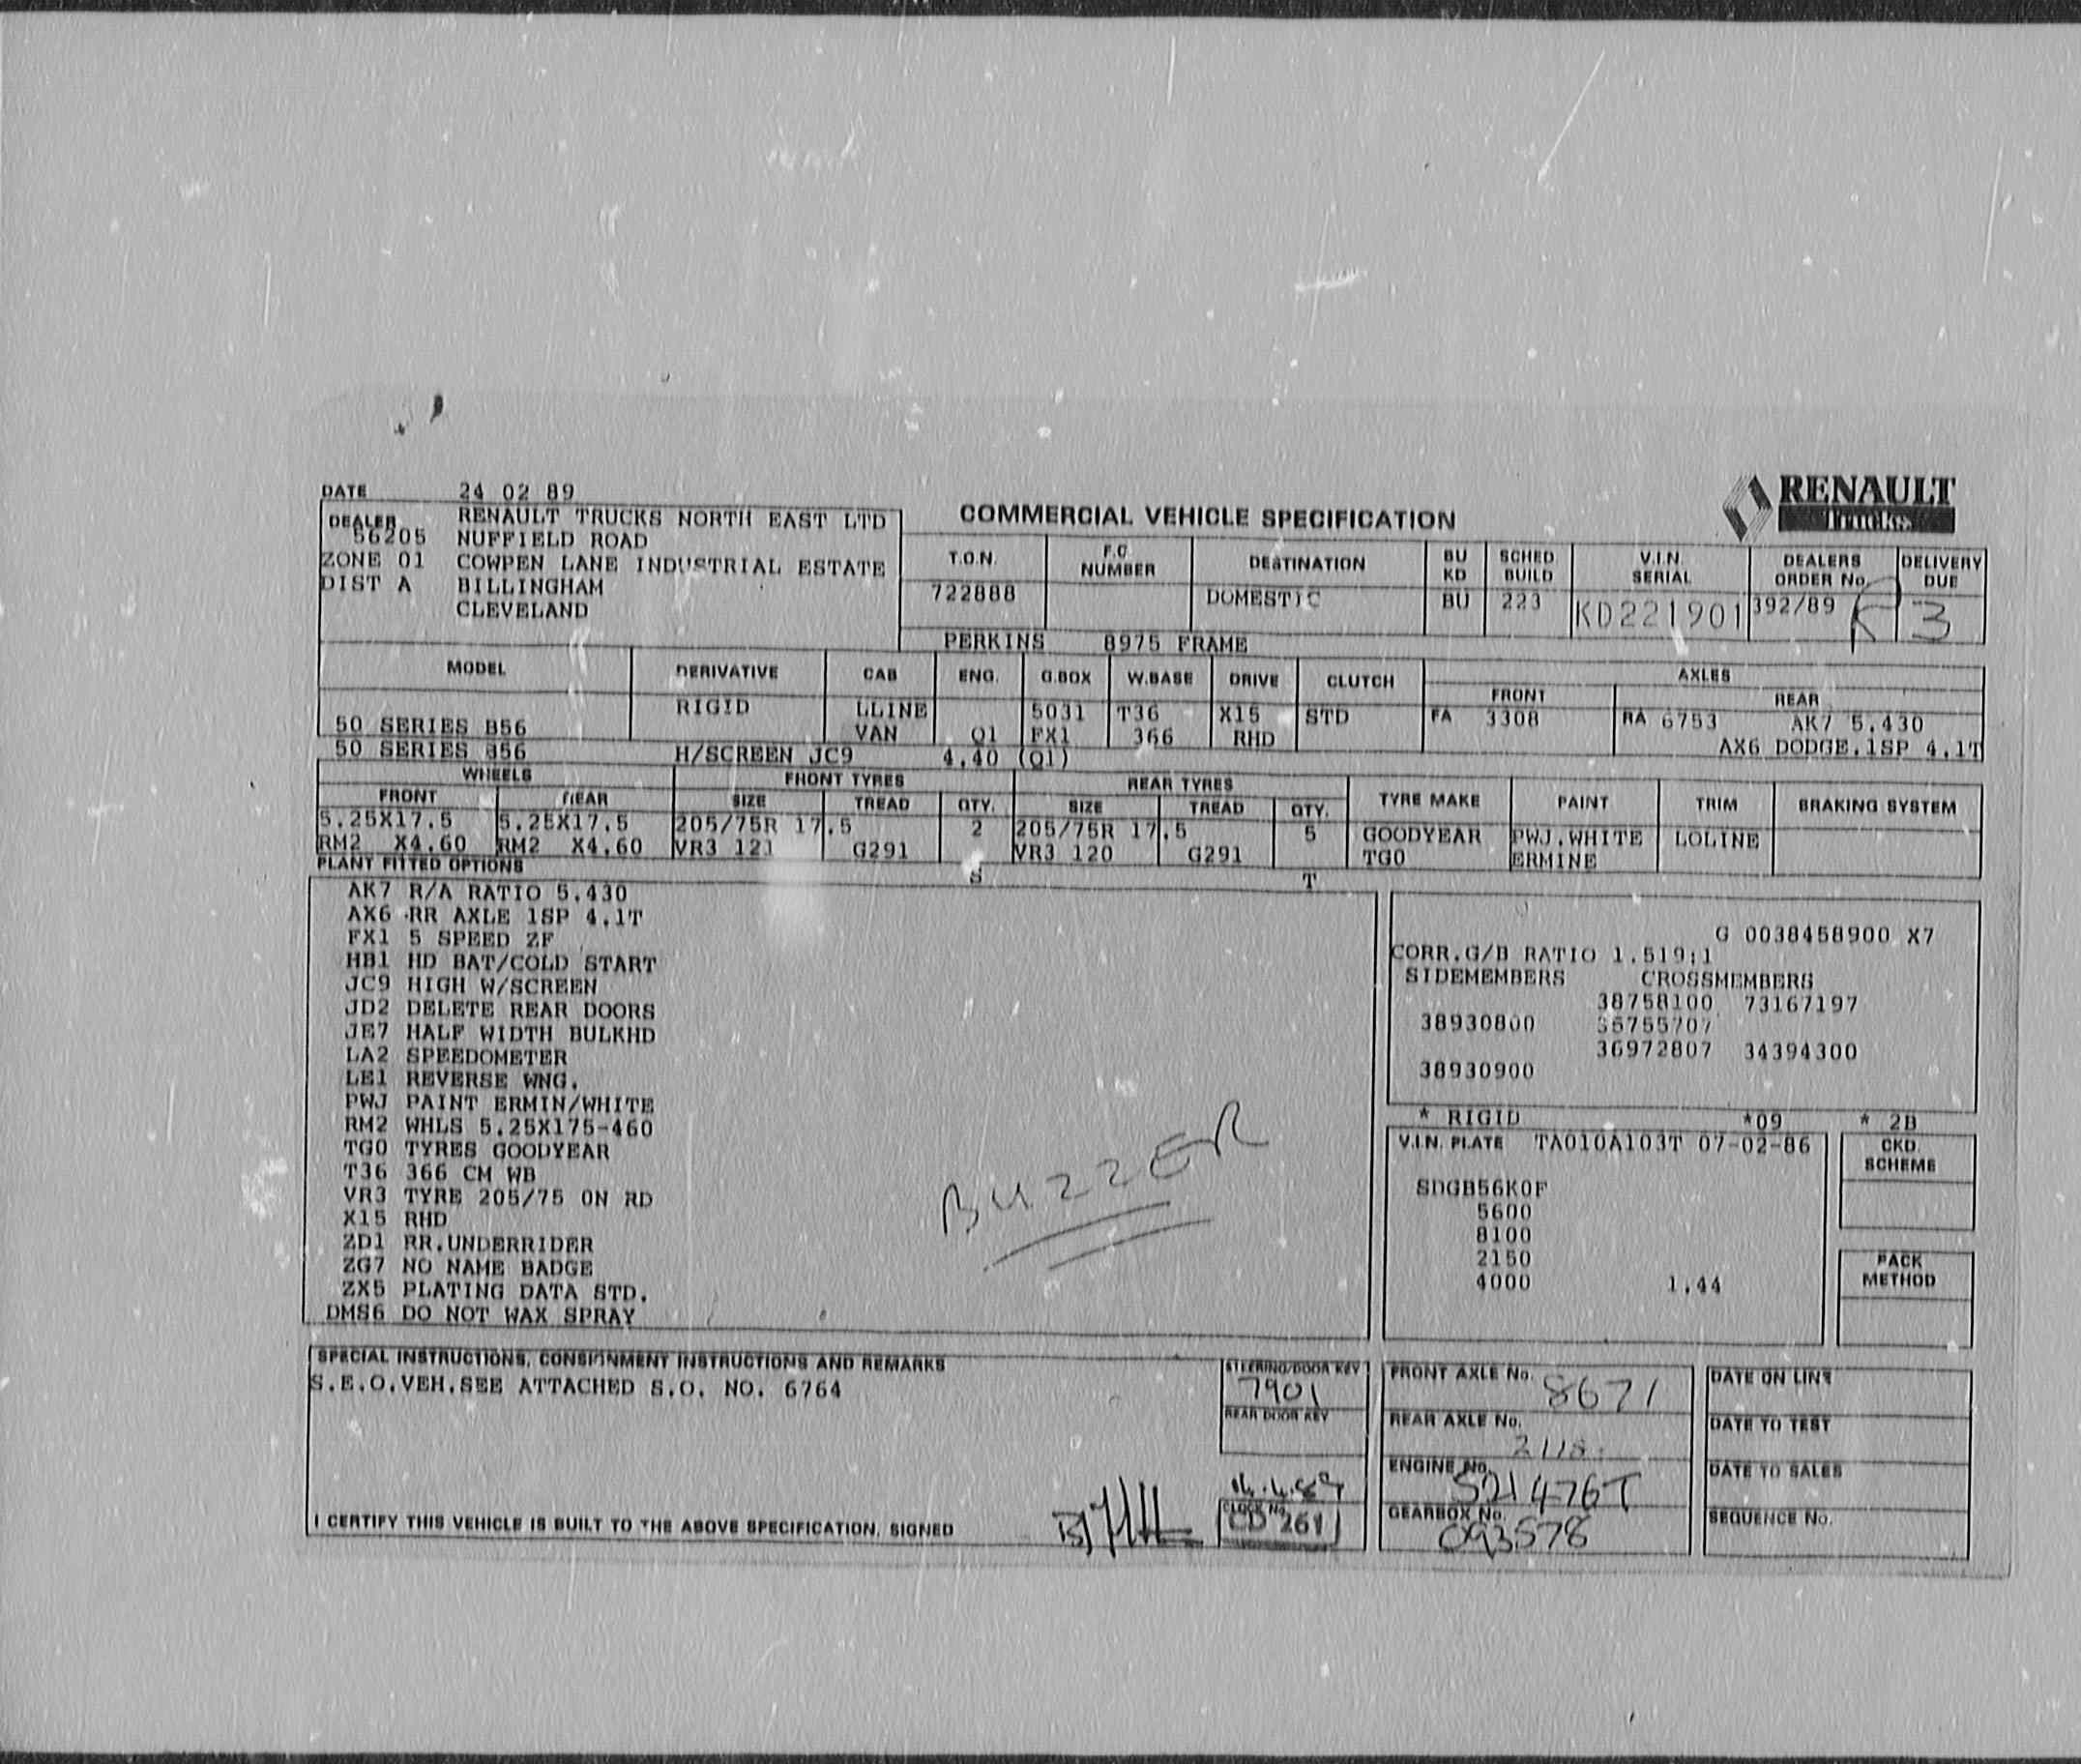 DATE 24 02 89
DEALER RENAULT TRUCKS NORTH EAST LTD
56205 NUFFIELD ROAD
ZONE 01 COWPEN LANE INDUSTRIAL ESTATE
DIST A BILLINGHAM
CLEVELAND
COMMERCIAL VEHICLE SPECIFICATION
RENAULT
Trucks
T.O.N. F.C. NUMBER DESTINATION BU KD SCHED BUILD V.I.N. SERIAL DEALERS ORDER No. DELIVERY DUE
722888 DOMESTIC BU 223 KD221901 392/89 R 3
PERKINS 8975 FRAME
MODEL DERIVATIVE CAB ENG. G.BOX W.BASE DRIVE CLUTCH AXLES
FRONT REAR
RIGID LLINE 5031 T36 X15 STD FA 3308 RA 6753 AK7 5.430
50 SERIES B56 VAN Q1 FX1 366 RHD AX6 DODGE.1SP 4.1T
50 SERIES B56 H/SCREEN JC9 4.40 (Q1)
WHEELS FRONT TYRES REAR TYRES
FRONT REAR SIZE TREAD QTY. SIZE TREAD QTY. TYRE MAKE PAINT TRIM BRAKING SYSTEM
5.25X17.5 5.25X17.5 205/75R 17.5 2 205/75R 17.5 5 GOODYEAR PWJ.WHITE LOLINE
RM2 X4.60 RM2 X4.60 VR3 121 G291 VR3 120 G291 TG0 ERMINE
PLANT FITTED OPTIONS S T
AK7 R/A RATIO 5.430
AX6 RR AXLE 1SP 4.1T
FX1 5 SPEED ZF
HB1 HD BAT/COLD START
JC9 HIGH W/SCREEN
JD2 DELETE REAR DOORS
JE7 HALF WIDTH BULKHD
LA2 SPEEDOMETER
LE1 REVERSE WNG.
PWJ PAINT ERMIN/WHITE
RM2 WHLS 5.25X175-460
TG0 TYRES GOODYEAR
T36 366 CM WB
VR3 TYRE 205/75 ON RD
X15 RHD
ZD1 RR.UNDERRIDER
ZG7 NO NAME BADGE
ZX5 PLATING DATA STD.
DMS6 DO NOT WAX SPRAY
BUZZER
G 0038458900 X7
CORR.G/B RATIO 1.519:1
SIDEMEMBERS CROSSMEMBERS
38758100 73167197
38930800 35755707
36972807 34394300
38930900
* RIGID *09 * 2B
V.I.N. PLATE TA010A103T 07-02-86
SDGB56K0F
5600
8100
2150
4000 1.44
CKD. SCHEME
PACK METHOD
SPECIAL INSTRUCTIONS, CONSIGNMENT INSTRUCTIONS AND REMARKS
S.E.O.VEH.SEE ATTACHED S.O. NO. 6764
STEERING/DOOR KEY
7901
REAR DOOR KEY
14.4.89
CLOCK No.
CD 261
I CERTIFY THIS VEHICLE IS BUILT TO THE ABOVE SPECIFICATION, SIGNED
FRONT AXLE No. 8671
REAR AXLE No.
ENGINE No.
S21476T
GEARBOX No.
093578
DATE ON LINE
DATE TO TEST
DATE TO SALES
SEQUENCE No.